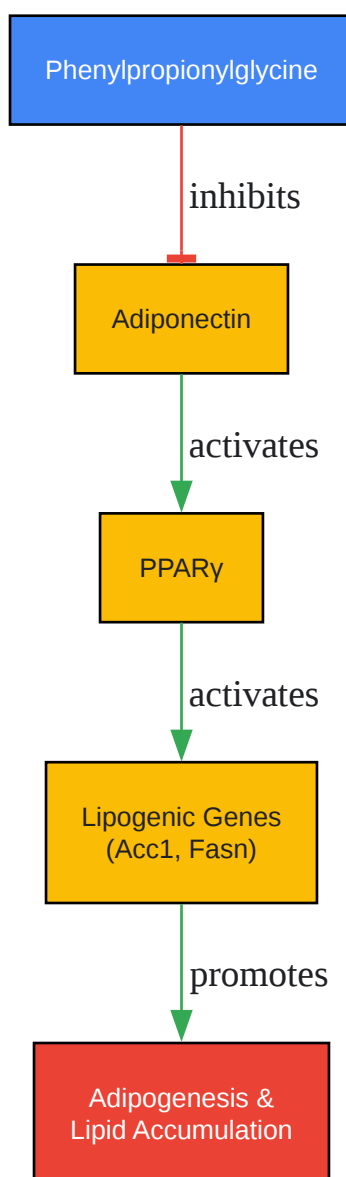 Phenylpropionylglycine
inhibits
Adiponectin
activates
PPARγ
activates
Lipogenic Genes
(Acc1, Fasn)
promotes
Adipogenesis &
Lipid Accumulation